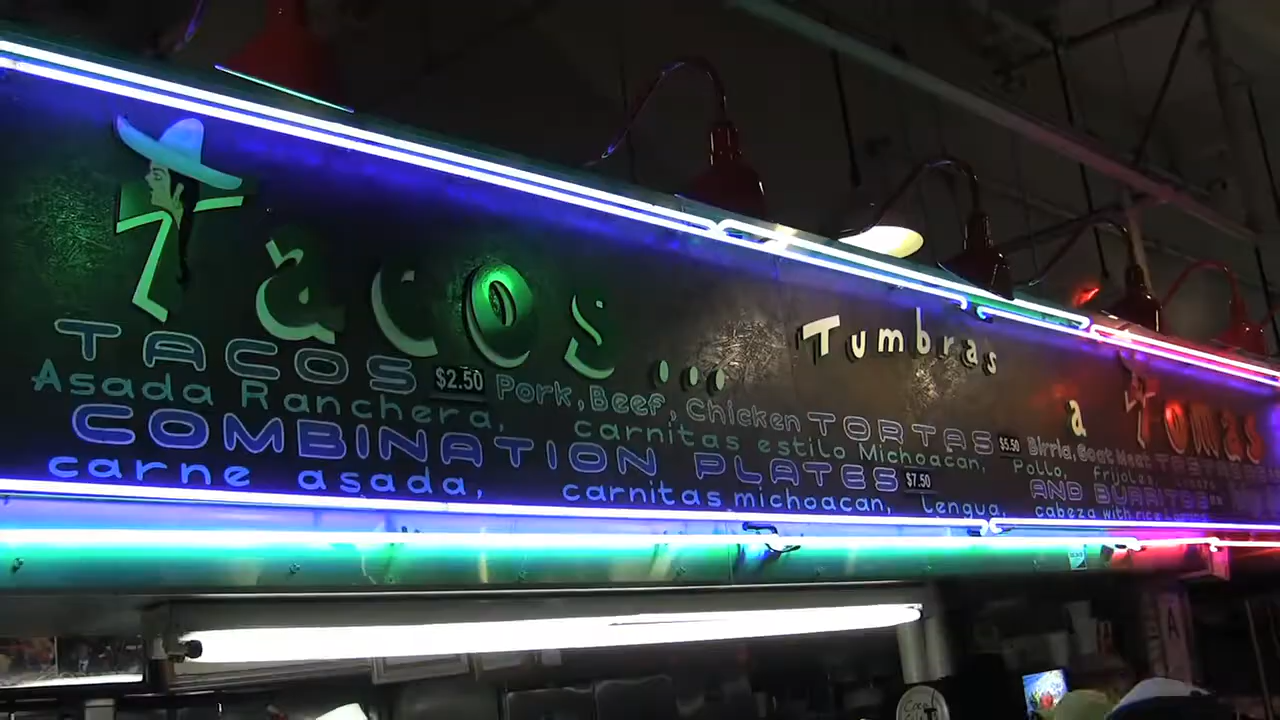 Tacos... Tumbras a Tomas
TACOS $2.50 Pork, Beef, Chicken TORTAS $5.50 Birria, Goat Meat
Asada Ranchera, carnitas estilo Michoacan, Pollo, frijoles,
COMBINATION PLATES $7.50 AND BURRITOS
carne asada, carnitas michoacan, lengua, cabeza with rice
A